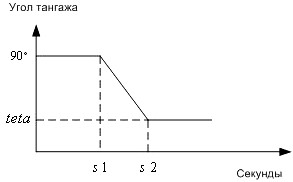 Угол тангажа
90°
teta
s 1 s 2
Секунды